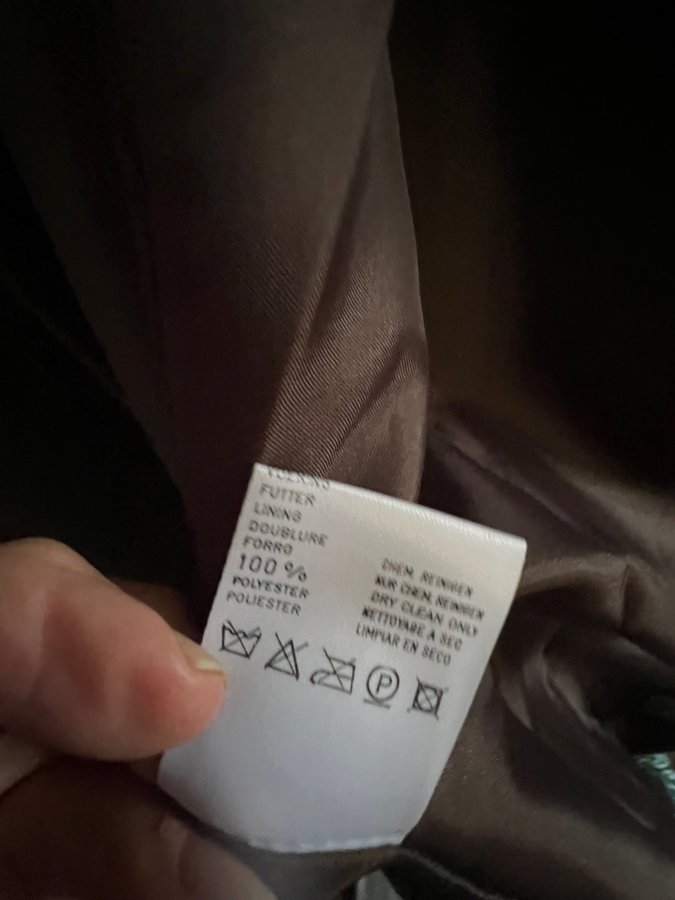 FUTTER
LINING
DOUBLURE
FORRO
100 %
POLYESTER
POLIESTER
CHEM. REINIGEN
NUR CHEM. REINIGEN
DRY CLEAN ONLY
NETTOYAGE A SEC
LIMPIAR EN SECO
P